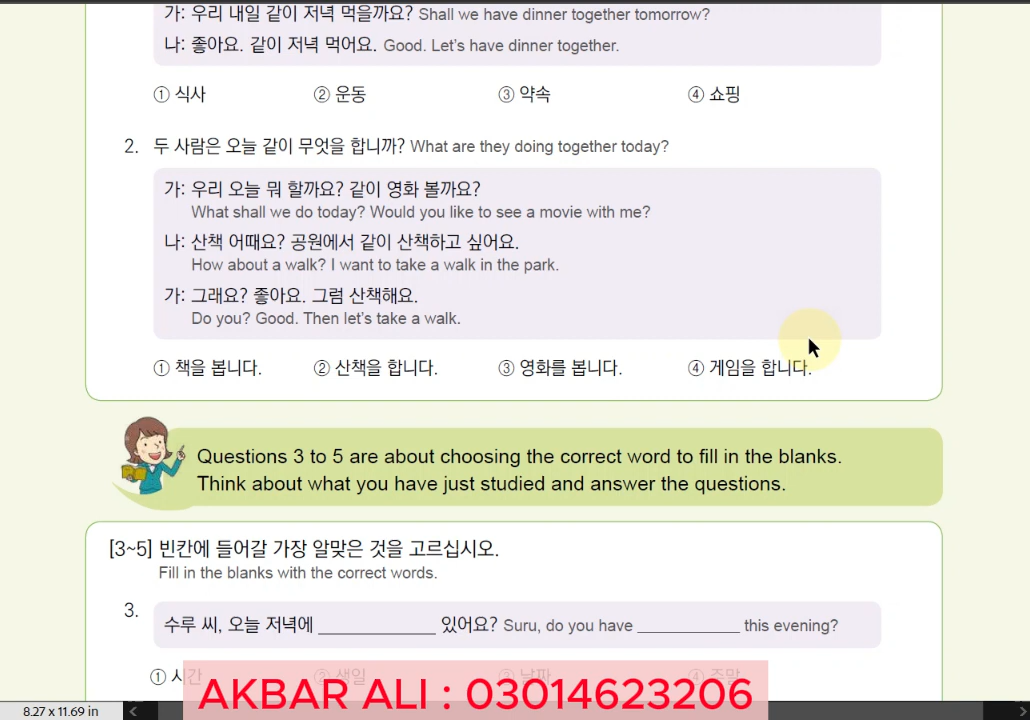 가: 우리 내일 같이 저녁 먹을까요? Shall we have dinner together tomorrow?
나: 좋아요. 같이 저녁 먹어요. Good. Let's have dinner together.
① 식사 ② 운동 ③ 약속 ④ 쇼핑
2. 두 사람은 오늘 같이 무엇을 합니까? What are they doing together today?
가: 우리 오늘 뭐 할까요? 같이 영화 볼까요?
What shall we do today? Would you like to see a movie with me?
나: 산책 어때요? 공원에서 같이 산책하고 싶어요.
How about a walk? I want to take a walk in the park.
가: 그래요? 좋아요. 그럼 산책해요.
Do you? Good. Then let's take a walk.
① 책을 봅니다. ② 산책을 합니다. ③ 영화를 봅니다. ④ 게임을 합니다.
Questions 3 to 5 are about choosing the correct word to fill in the blanks.
Think about what you have just studied and answer the questions.
[3~5] 빈칸에 들어갈 가장 알맞은 것을 고르십시오.
Fill in the blanks with the correct words.
3. 수루 씨, 오늘 저녁에 ____________ 있어요? Suru, do you have ___________ this evening?
① 시간 ② 생일 ③ 날짜 ④ 주말
AKBAR ALI : 03014623206
8.27 x 11.69 in